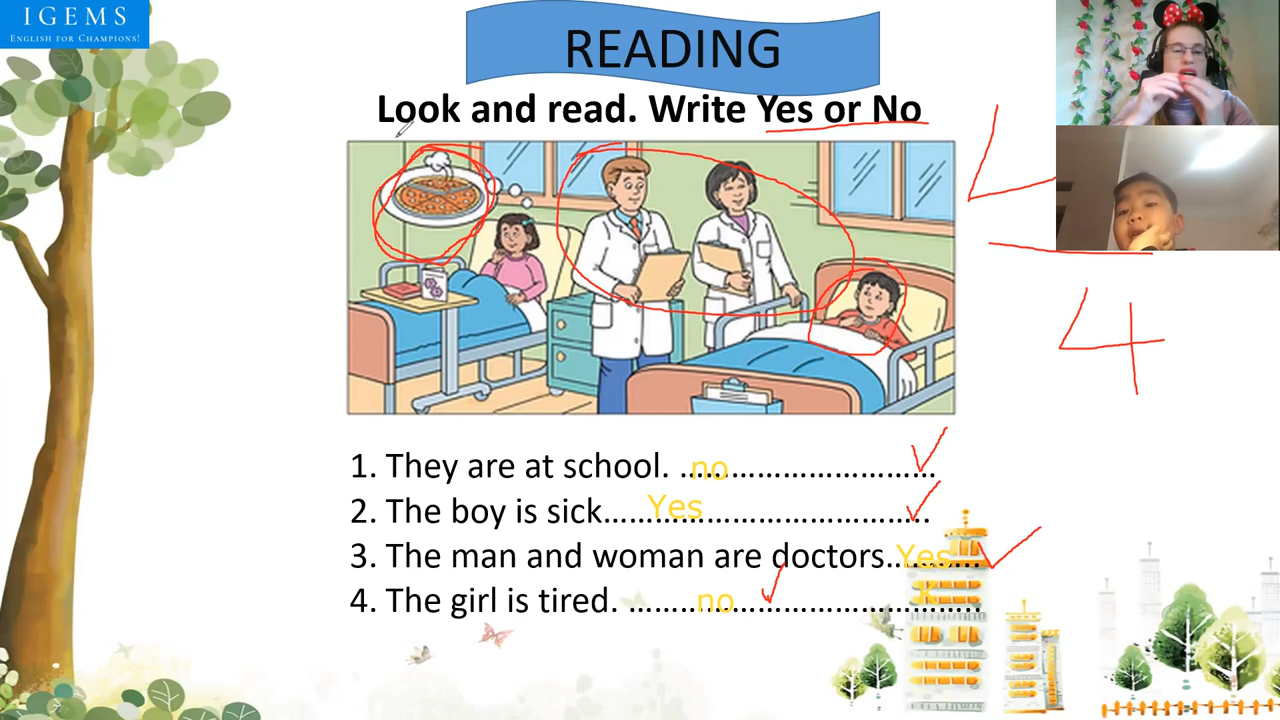 IGEMS
ENGLISH FOR CHAMPIONS!
READING
Look and read. Write Yes or No
4
1. They are at school. ..no...........................
2. The boy is sick....Yes...........................
3. The man and woman are doctors..Yes...
4. The girl is tired. .......no...........................